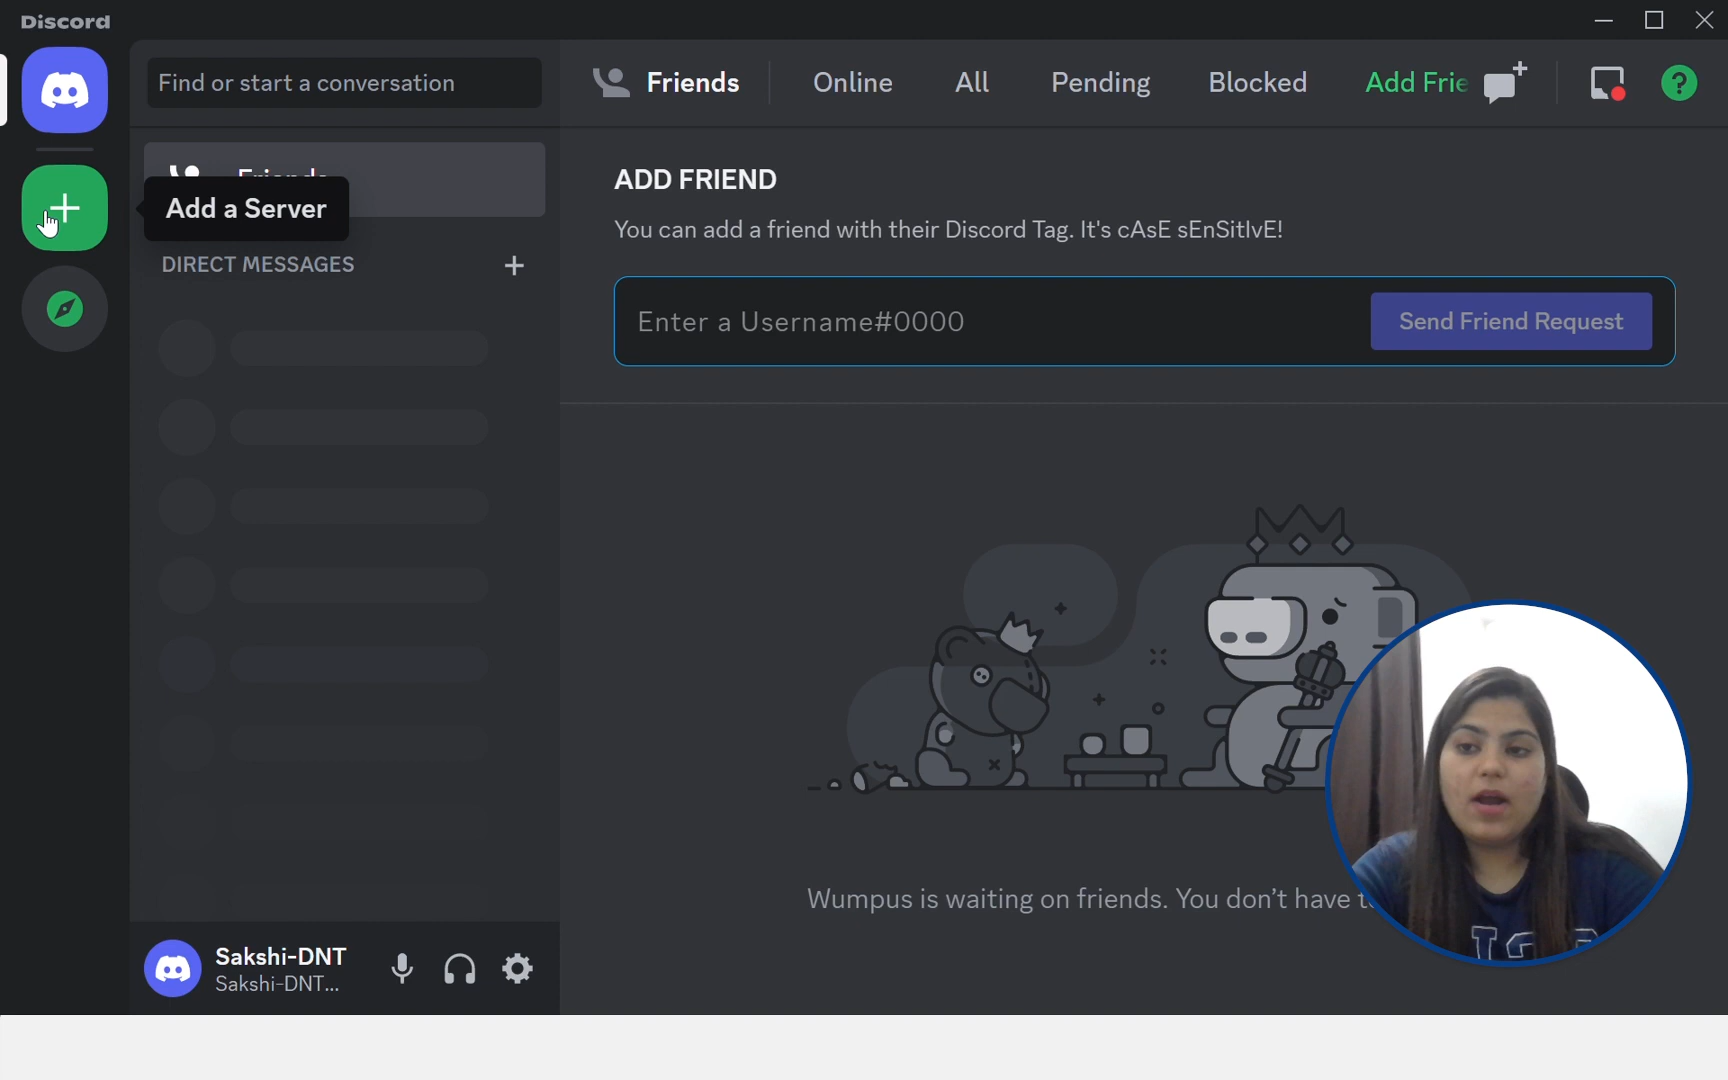 Discord
Find or start a conversation
Friends
Online
All
Pending
Blocked
Add Frie
?
Add a Server
DIRECT MESSAGES
ADD FRIEND
You can add a friend with their Discord Tag. It's cAsE sEnSitIvE!
Enter a Username#0000
Send Friend Request
Wumpus is waiting on friends. You don't have
Sakshi-DNT
Sakshi-DNT...